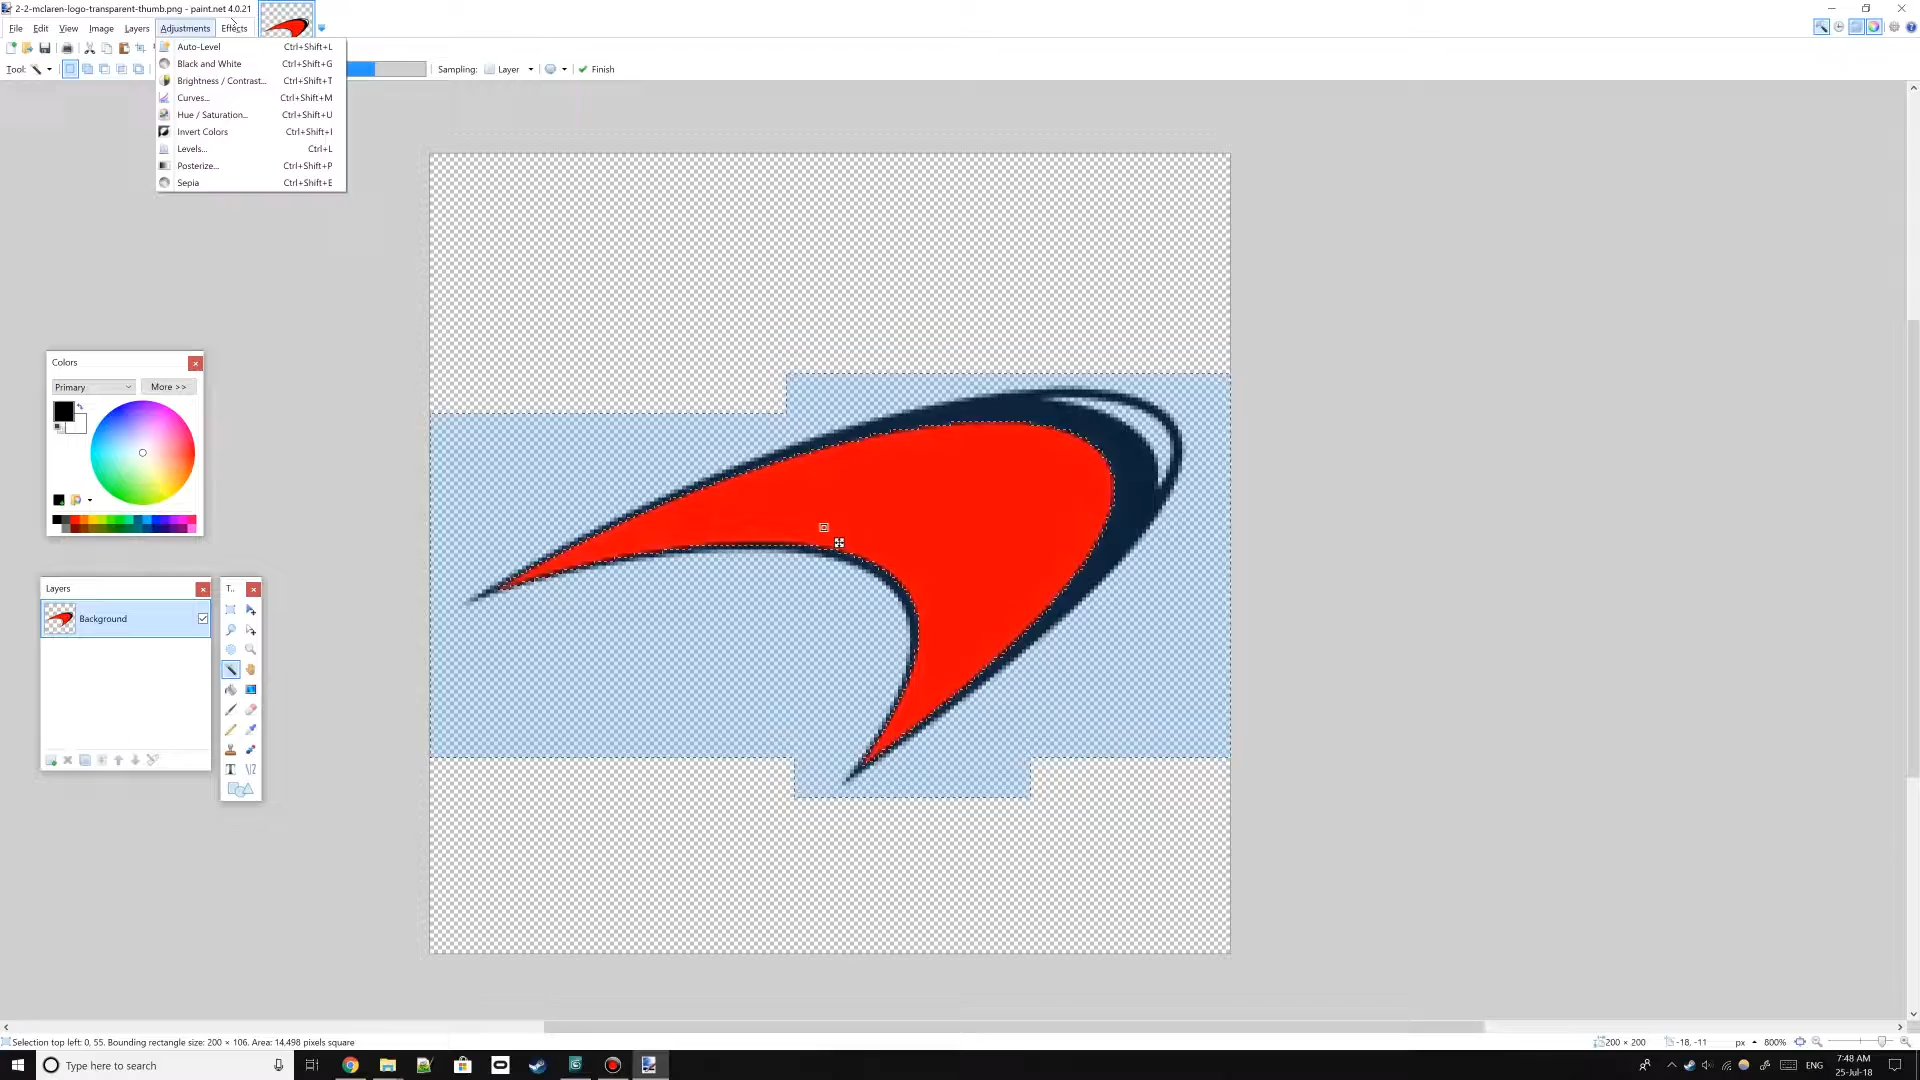 2-2-mclaren-logo-transparent-thumb.png - paint.net 4.0.21
File Edit View Image Layers Adjustments Effects
Auto-Level Ctrl+Shift+L
Black and White Ctrl+Shift+G
Brightness / Contrast... Ctrl+Shift+T
Curves... Ctrl+Shift+M
Hue / Saturation... Ctrl+Shift+U
Invert Colors Ctrl+Shift+I
Levels... Ctrl+L
Posterize... Ctrl+Shift+P
Sepia Ctrl+Shift+E
Tool: Sampling: Layer Finish
Colors
Primary More >>
Layers
Background
T..
Selection top left: 0, 55. Bounding rectangle size: 200 × 106. Area: 14,498 pixels square
200 × 200 -18, -11 px 800%
Type here to search
ENG
7:48 AM
25-Jul-18